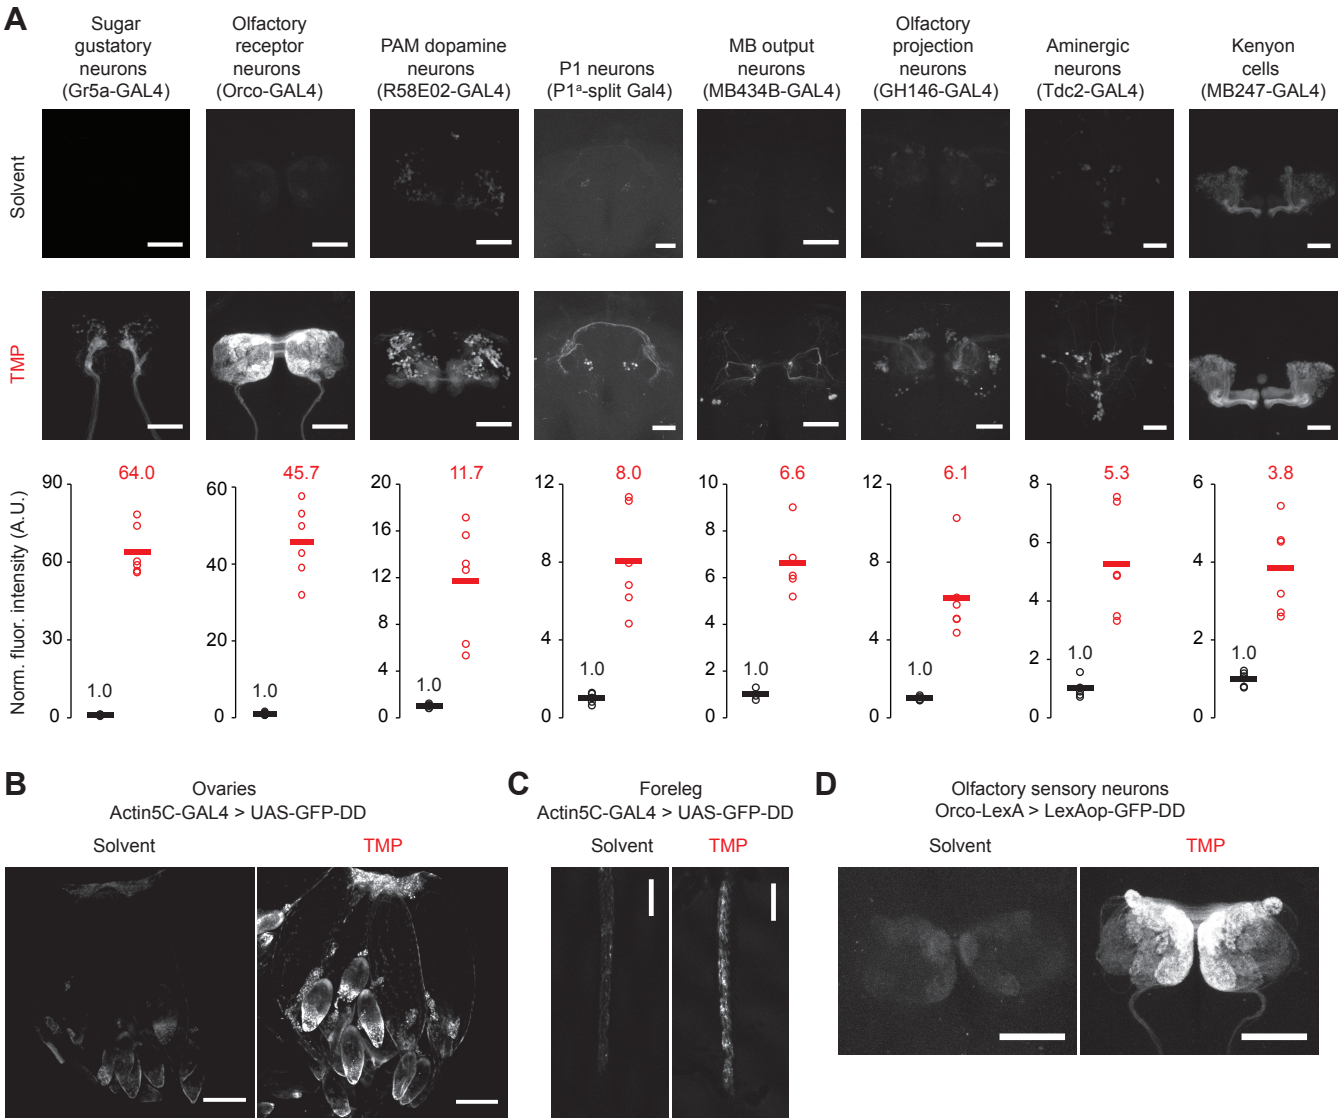 A
Sugar
gustatory
neurons
(Gr5a-GAL4)
Olfactory
receptor
neurons
(Orco-GAL4)
PAM dopamine
neurons
(R58E02-GAL4)
P1 neurons
(P1ᵃ-split Gal4)
MB output
neurons
(MB434B-GAL4)
Olfactory
projection
neurons
(GH146-GAL4)
Aminergic
neurons
(Tdc2-GAL4)
Kenyon
cells
(MB247-GAL4)
Solvent
TMP
Norm. fluor. intensity (A.U.)
90
60
30
0
64.0
1.0
60
40
20
0
45.7
1.0
20
16
12
8
4
0
11.7
1.0
12
8
4
0
8.0
1.0
10
8
6
4
2
0
6.6
1.0
12
8
4
0
6.1
1.0
8
6
4
2
0
5.3
1.0
6
4
2
0
3.8
1.0
B
Ovaries
Actin5C-GAL4 > UAS-GFP-DD
Solvent
TMP
C
Foreleg
Actin5C-GAL4 > UAS-GFP-DD
Solvent
TMP
D
Olfactory sensory neurons
Orco-LexA > LexAop-GFP-DD
Solvent
TMP